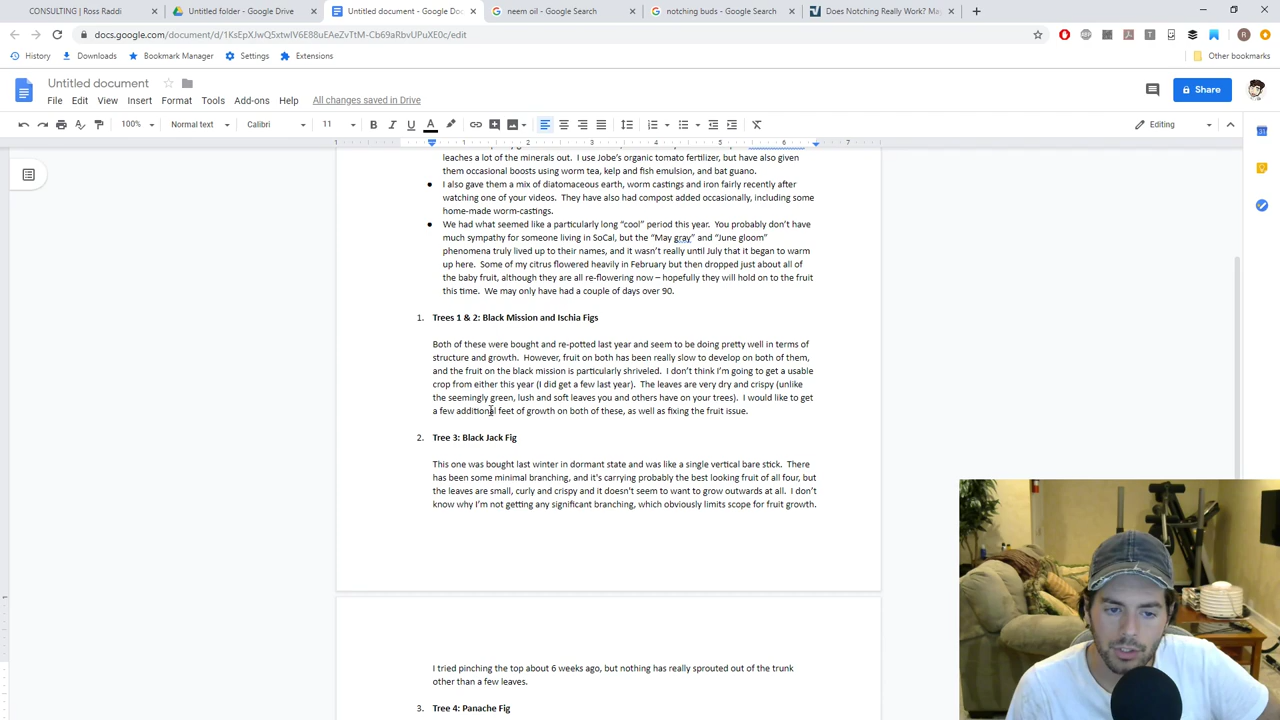 CONSULTING | Ross Raddi
Untitled folder - Google Drive
Untitled document - Google Doc
neem oil - Google Search
notching buds - Google Search
Does Notching Really Work? May
docs.google.com/document/d/1KsEpXJwQ5xtwIV6E88uEAeZvTtM-Cb69aRbvUPuXE0c/edit
History
Downloads
Bookmark Manager
Settings
Extensions
Other bookmarks
Untitled document
File Edit View Insert Format Tools Add-ons Help All changes saved in Drive
Share
100% Normal text Calibri 11
Editing
leaches a lot of the minerals out. I use Jobe's organic tomato fertilizer, but have also given
them occasional boosts using worm tea, kelp and fish emulsion, and bat guano.
● I also gave them a mix of diatomaceous earth, worm castings and iron fairly recently after
watching one of your videos. They have also had compost added occasionally, including some
home-made worm-castings.
● We had what seemed like a particularly long "cool" period this year. You probably don't have
much sympathy for someone living in SoCal, but the "May gray" and "June gloom"
phenomena truly lived up to their names, and it wasn't really until July that it began to warm
up here. Some of my citrus flowered heavily in February but then dropped just about all of
the baby fruit, although they are all re-flowering now – hopefully they will hold on to the fruit
this time. We may only have had a couple of days over 90.
1. Trees 1 & 2: Black Mission and Ischia Figs
Both of these were bought and re-potted last year and seem to be doing pretty well in terms of
structure and growth. However, fruit on both has been really slow to develop on both of them,
and the fruit on the black mission is particularly shriveled. I don't think I'm going to get a usable
crop from either this year (I did get a few last year). The leaves are very dry and crispy (unlike
the seemingly green, lush and soft leaves you and others have on your trees). I would like to get
a few additional feet of growth on both of these, as well as fixing the fruit issue.
2. Tree 3: Black Jack Fig
This one was bought last winter in dormant state and was like a single vertical bare stick. There
has been some minimal branching, and it's carrying probably the best looking fruit of all four, but
the leaves are small, curly and crispy and it doesn't seem to want to grow outwards at all. I don't
know why I'm not getting any significant branching, which obviously limits scope for fruit growth.
I tried pinching the top about 6 weeks ago, but nothing has really sprouted out of the trunk
other than a few leaves.
3. Tree 4: Panache Fig